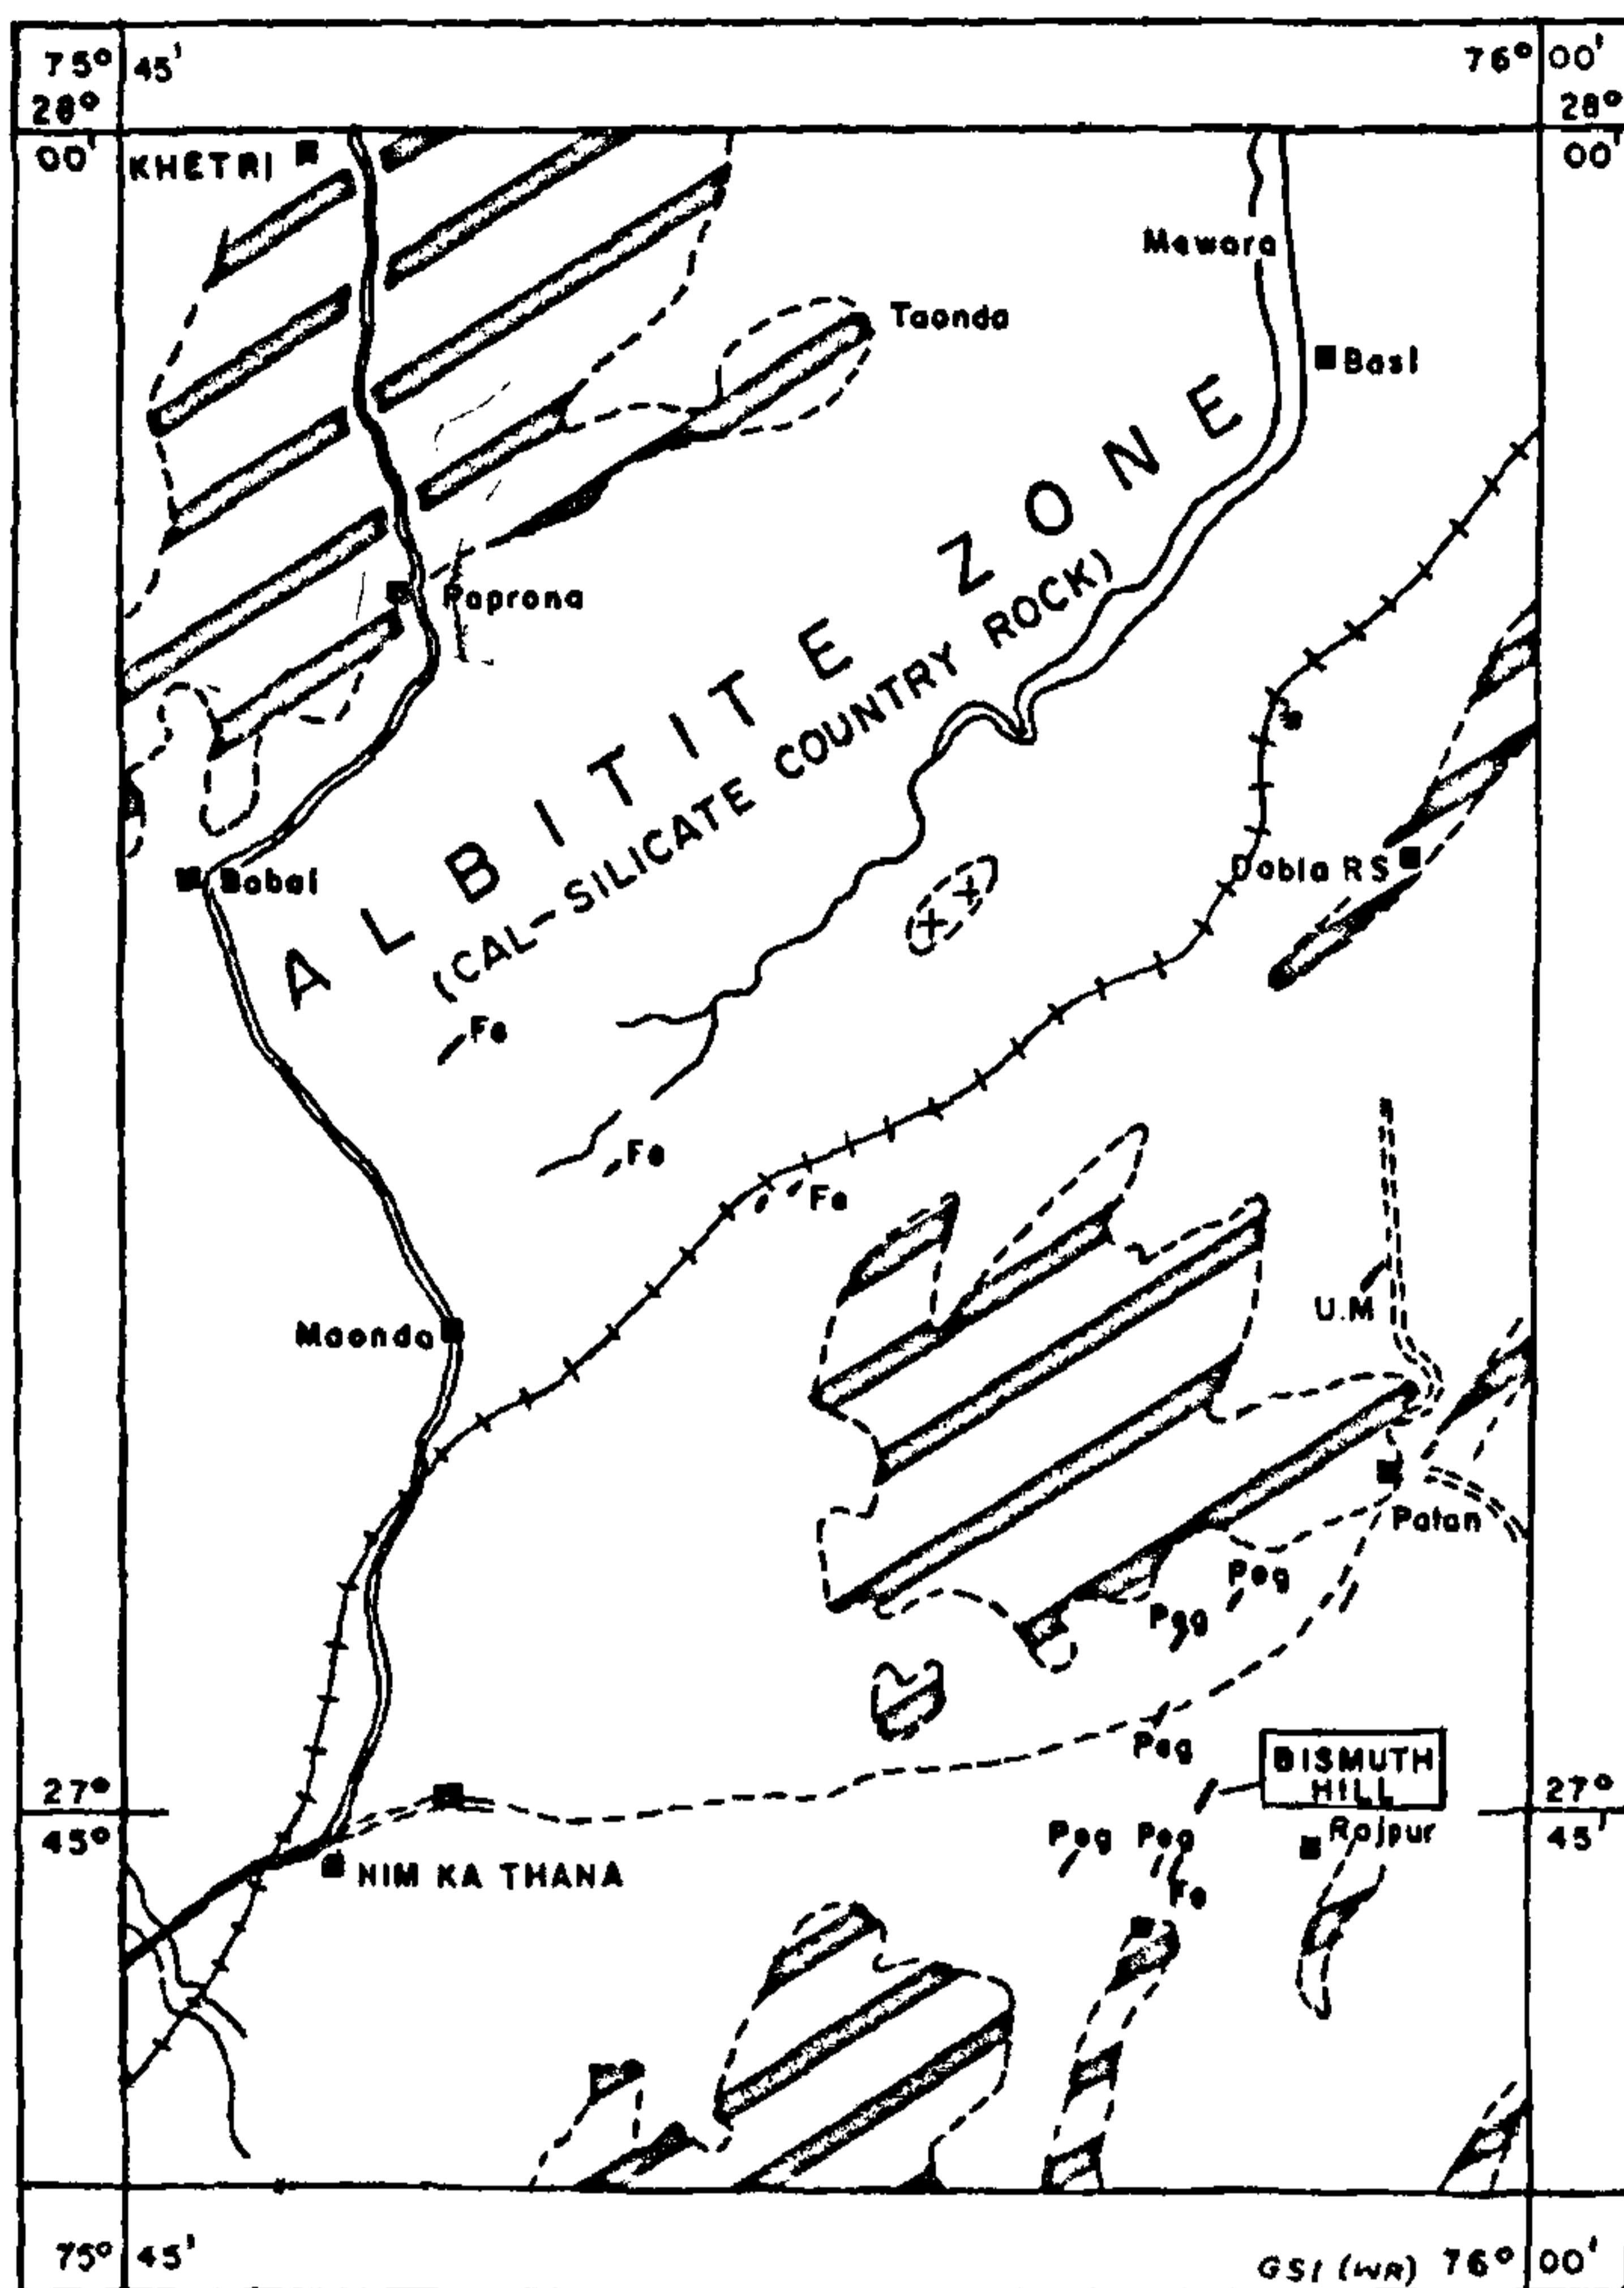 75° 45'
76° 00'
28°
28°
00'
00'
KHETRI
Mewara
Taonda
Basi
ALBITITE ZONE
(CAL-SILICATE COUNTRY ROCK)
Paprona
Dabla RS
Babai
Fe
Fe
Fe
U.M
Maonda
Patan
Peg
Peg
Peg
BISMUTH
HILL
27°
27°
45°
45'
Peg Peg
Rajpur
NIM KA THANA
Fe
75° 45'
GSI (WR) 76° 00'